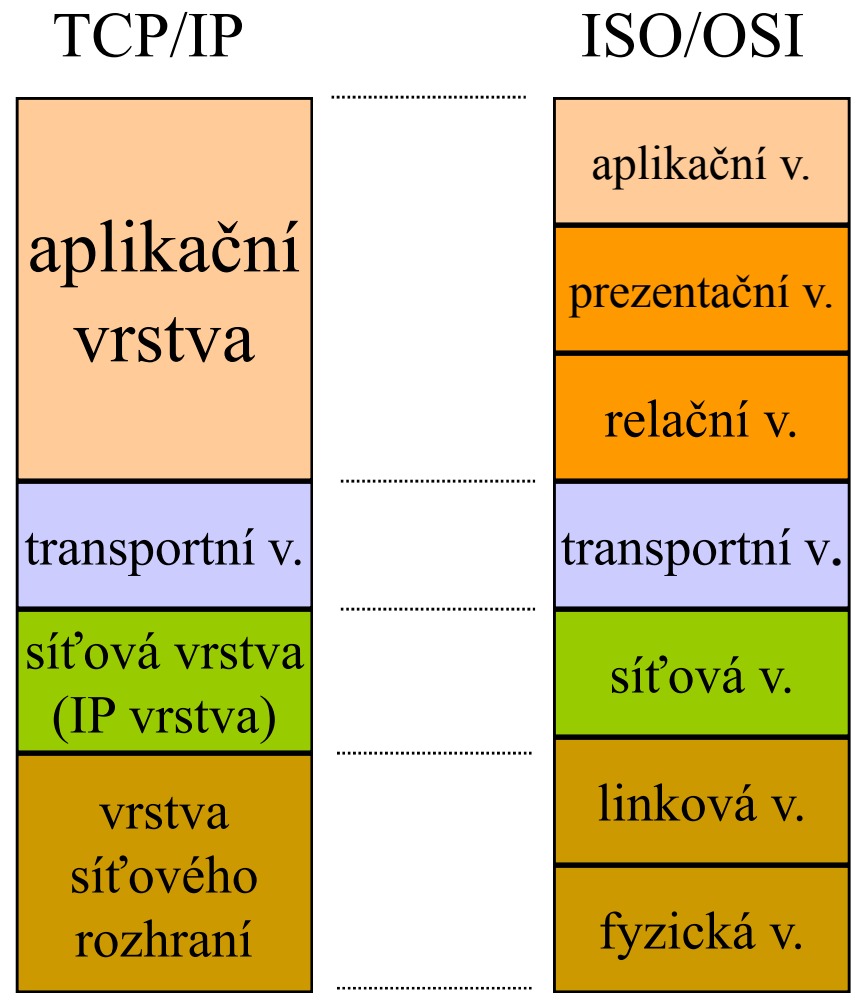 TCP/IP
ISO/OSI
aplikační
vrstva
transportní v.
síťová vrstva
(IP vrstva)
vrstva
síťového
rozhraní
aplikační v.
prezentační v.
relační v.
transportní v.
síťová v.
linková v.
fyzická v.